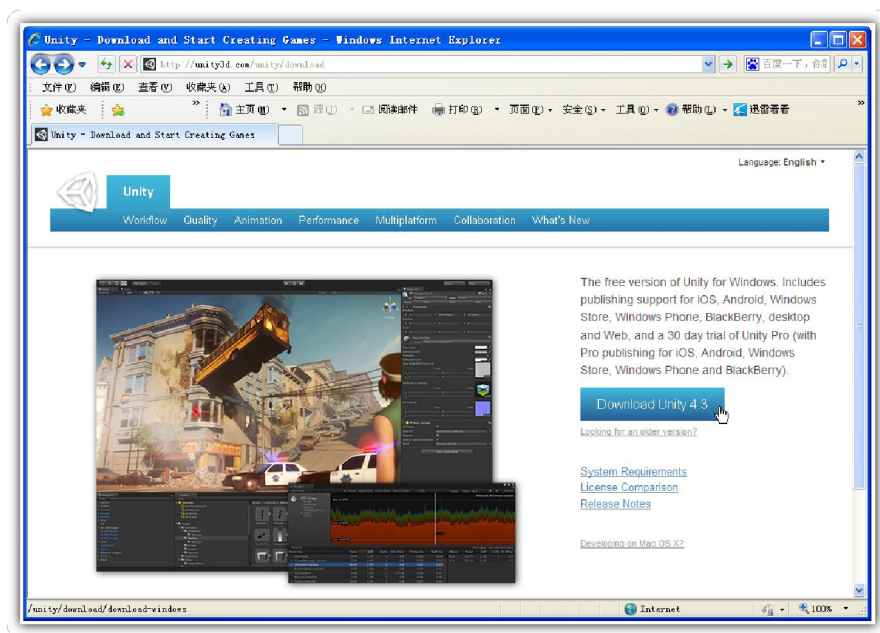 Unity - Download and Start Creating Games - Windows Internet Explorer
http://unity3d.com/unity/download
百度一下，你
文件(F) 编辑(E) 查看(V) 收藏夹(A) 工具(T) 帮助(H)
收藏夹 » 主页(M) 源(J) 阅读邮件 打印(R) 页面(P) 安全(S) 工具(O) 帮助(L) 迅雷看看 »
Unity - Download and Start Creating Games
Language: English
Unity
Workflow Quality Animation Performance Multiplatform Collaboration What's New
The free version of Unity for Windows. Includes
publishing support for iOS, Android, Windows
Store, Windows Phone, BlackBerry, desktop
and Web, and a 30 day trial of Unity Pro (with
Pro publishing for iOS, Android, Windows
Store, Windows Phone and BlackBerry).
Download Unity 4.3
Looking for an older version?
System Requirements
License Comparison
Release Notes
Developing on Mac OS X?
/unity/download/download-windows
Internet
100%